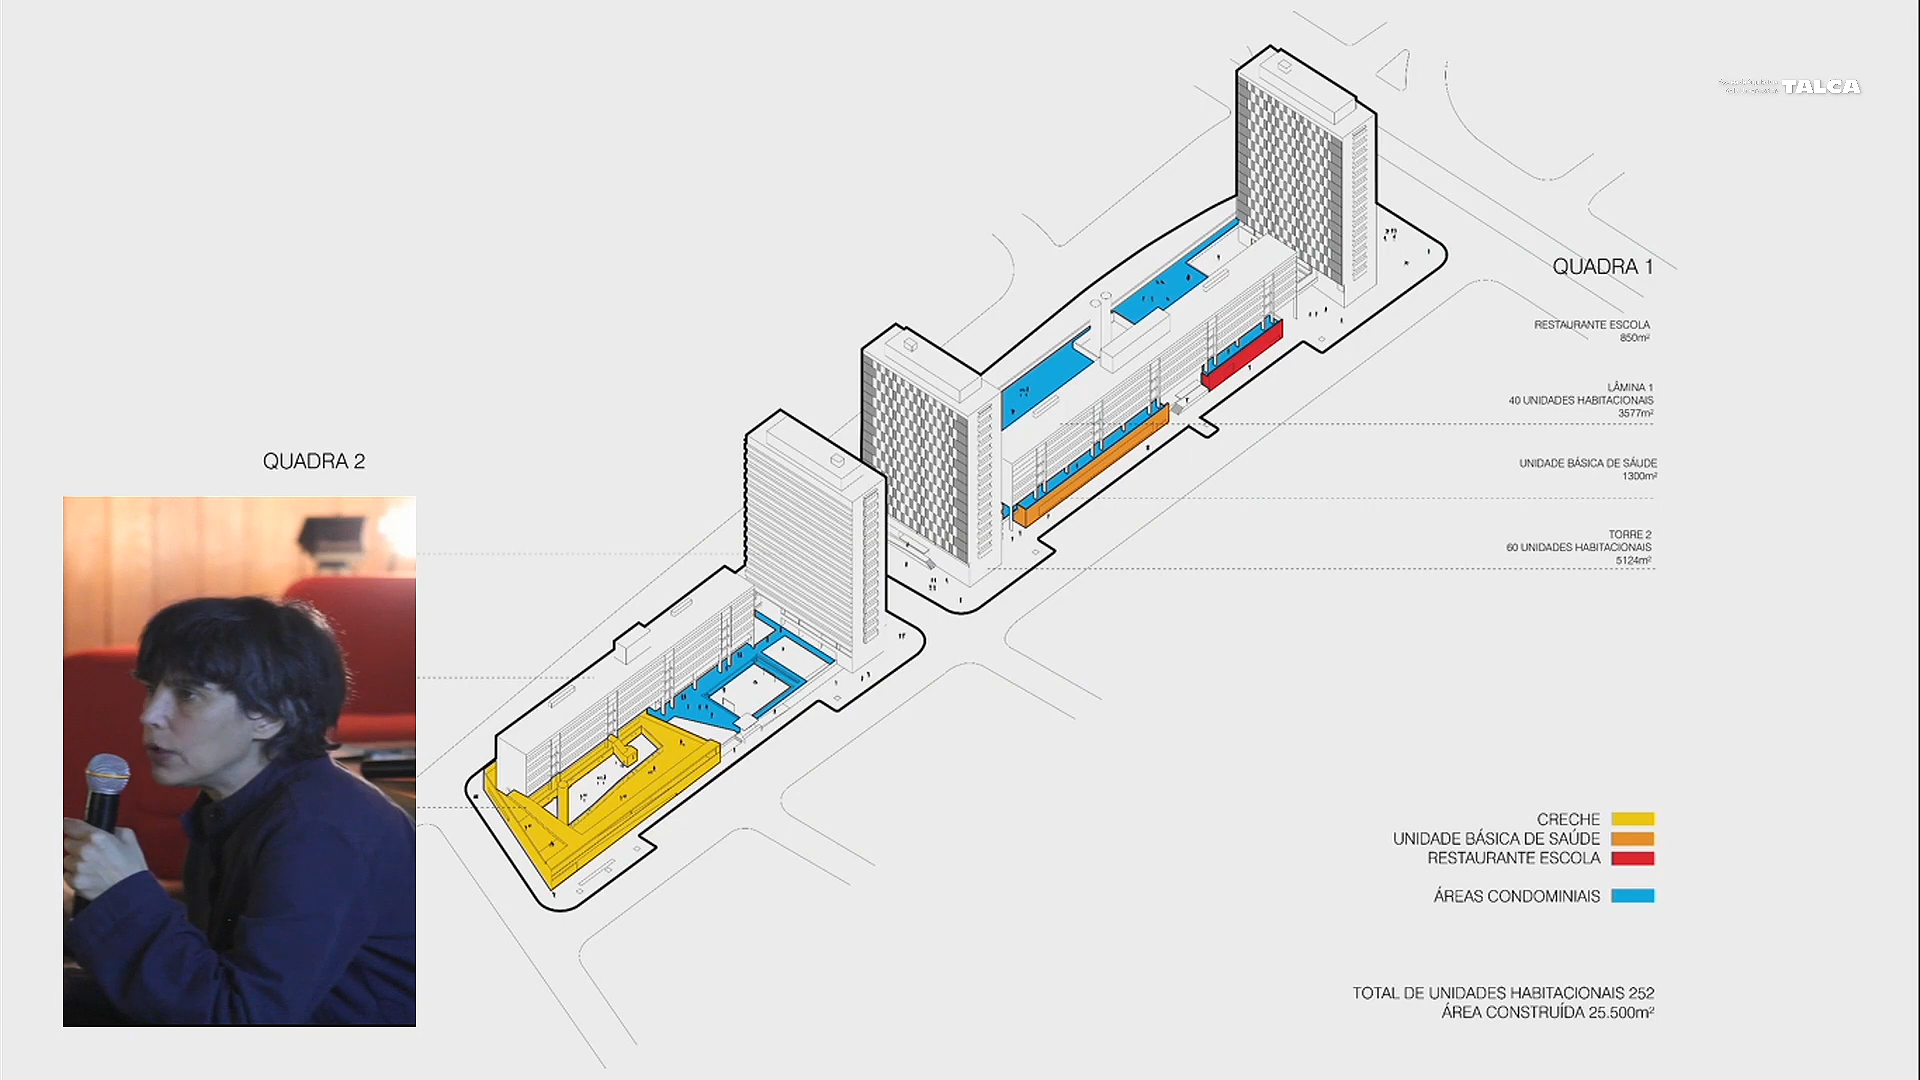 TALCA
QUADRA 1
RESTAURANTE ESCOLA
850m²
LÂMINA 1
40 UNIDADES HABITACIONAIS
3577m²
UNIDADE BÁSICA DE SÁUDE
1300m²
TORRE 2
60 UNIDADES HABITACIONAIS
5124m²
QUADRA 2
CRECHE
UNIDADE BÁSICA DE SAÚDE
RESTAURANTE ESCOLA
ÁREAS CONDOMINIAIS
TOTAL DE UNIDADES HABITACIONAIS 252
ÁREA CONSTRUÍDA 25.500m²